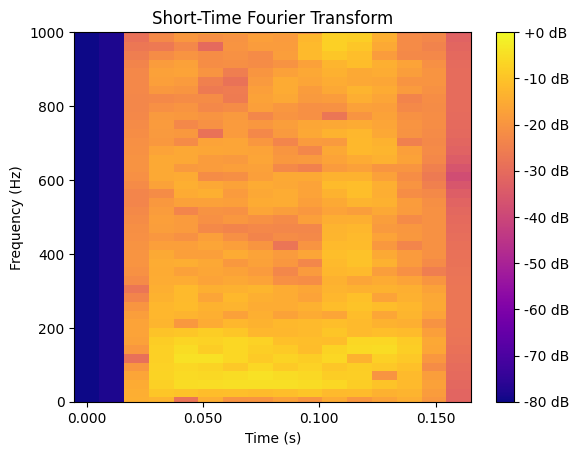 Short-Time Fourier Transform
1000
800
600
400
200
0
Frequency (Hz)
0.000
0.050
0.100
0.150
Time (s)
+0 dB
-10 dB
-20 dB
-30 dB
-40 dB
-50 dB
-60 dB
-70 dB
-80 dB